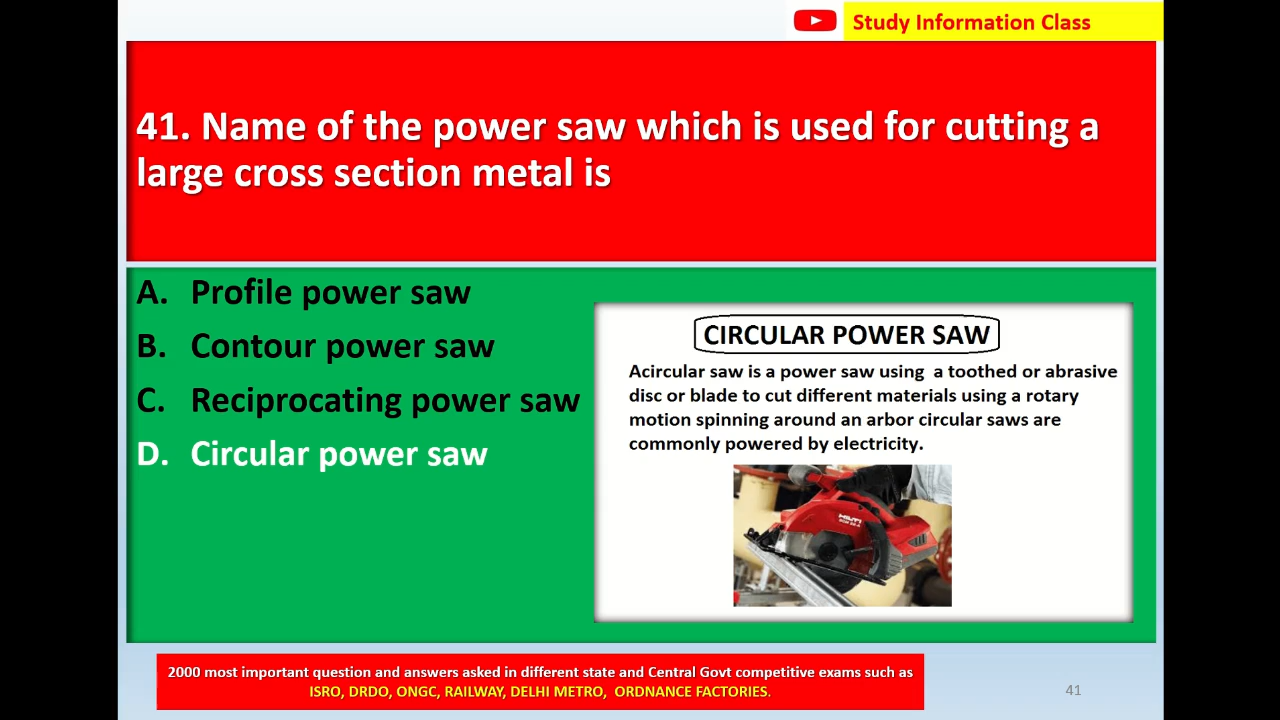 Study Information Class
41. Name of the power saw which is used for cutting a
large cross section metal is
A. Profile power saw
B. Contour power saw
C. Reciprocating power saw
D. Circular power saw
CIRCULAR POWER SAW
Acircular saw is a power saw using a toothed or abrasive
disc or blade to cut different materials using a rotary
motion spinning around an arbor circular saws are
commonly powered by electricity.
HILTI
2000 most important question and answers asked in different state and Central Govt competitive exams such as
ISRO, DRDO, ONGC, RAILWAY, DELHI METRO, ORDNANCE FACTORIES.
41